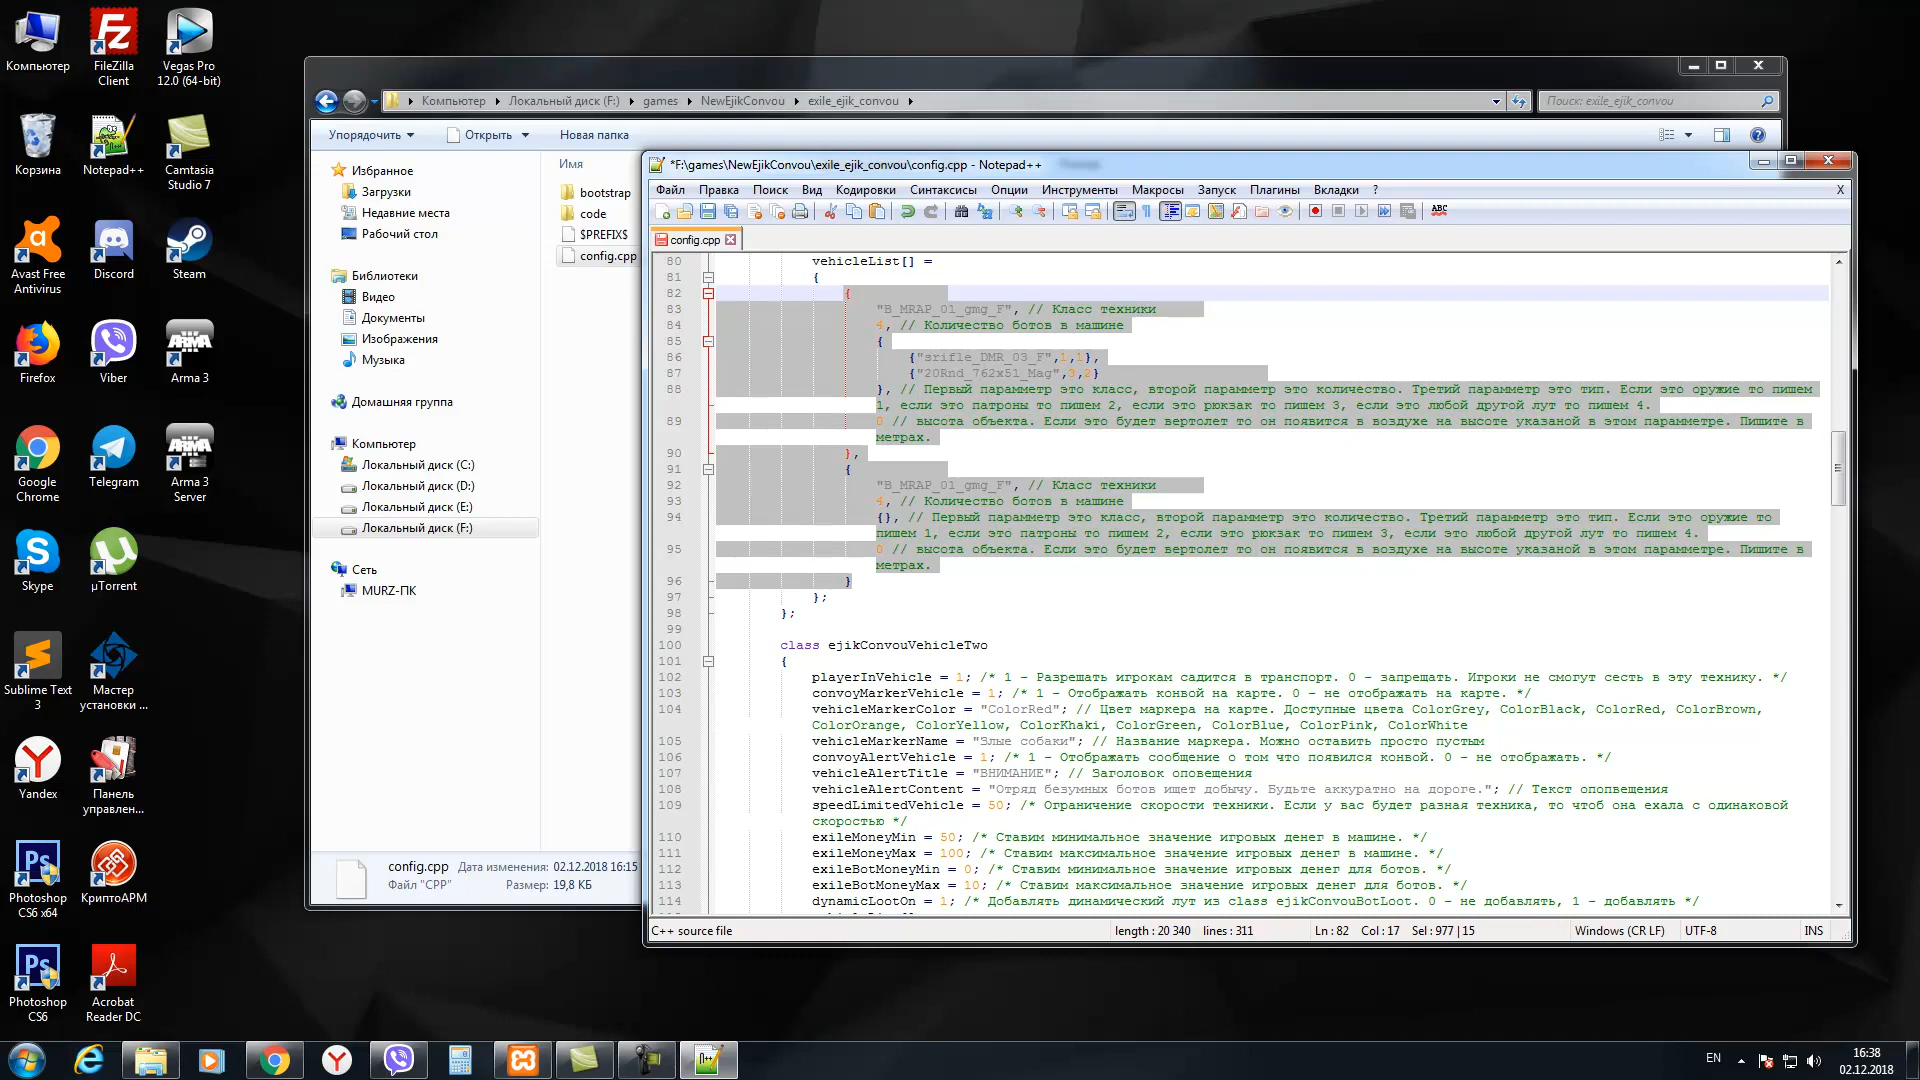 Компьютер
FileZilla Client
Vegas Pro 12.0 (64-bit)
Корзина
Notepad++
Camtasia Studio 7
Avast Free Antivirus
Discord
Steam
Firefox
Viber
Arma 3
Google Chrome
Telegram
Arma 3 Server
Skype
µTorrent
Sublime Text 3
Мастер установки ...
Yandex
Панель управлен...
Photoshop CS6 x64
КриптоАРМ
Photoshop CS6
Acrobat Reader DC
Компьютер
Локальный диск (F:)
games
NewEjikConvou
exile_ejik_convou
Поиск: exile_ejik_convou
Упорядочить
Открыть
Новая папка
Избранное
Загрузки
Недавние места
Рабочий стол
Библиотеки
Видео
Документы
Изображения
Музыка
Домашняя группа
Компьютер
Локальный диск (C:)
Локальный диск (D:)
Локальный диск (E:)
Локальный диск (F:)
Сеть
MURZ-ПК
Имя
bootstrap
code
$PREFIX$
config.cpp
config.cpp Дата изменения: 02.12.2018 16:15
Файл "CPP" Размер: 19,8 КБ
*F:\games\NewEjikConvou\exile_ejik_convou\config.cpp - Notepad++
Файл Правка Поиск Вид Кодировки Синтаксисы Опции Инструменты Макросы Запуск Плагины Вкладки ? X
ABC
config.cpp
80 vehicleList[] =
81 {
82 {
83 "B_MRAP_01_gmg_F", // Класс техники
84 4, // Количество ботов в машине
85 {
86 {"srifle_DMR_03_F",1,1},
87 {"20Rnd_762x51_Mag",3,2}
88 }, // Первый параметр это класс, второй параметр это количество. Третий параметр это тип. Если это оружие то пишем
1, если это патроны то пишем 2, если это рюкзак то пишем 3, если это любой другой лут то пишем 4.
89 0 // высота объекта. Если это будет вертолет то он появится в воздухе на высоте указаной в этом парамметре. Пишите в
метрах.
90 },
91 {
92 "B_MRAP_01_gmg_F", // Класс техники
93 4, // Количество ботов в машине
94 {}, // Первый параметр это класс, второй параметр это количество. Третий параметр это тип. Если это оружие то
пишем 1, если это патроны то пишем 2, если это рюкзак то пишем 3, если это любой другой лут то пишем 4.
95 0 // высота объекта. Если это будет вертолет то он появится в воздухе на высоте указаной в этом парамметре. Пишите в
метрах.
96 }
97 };
98 };
99
100 class ejikConvouVehicleTwo
101 {
102 playerInVehicle = 1; /* 1 - Разрешать игрокам садится в транспорт. 0 - запрещать. Игроки не смогут сесть в эту технику. */
103 convoyMarkerVehicle = 1; /* 1 - Отображать конвой на карте. 0 - не отображать на карте. */
104 vehicleMarkerColor = "ColorRed"; // Цвет маркера на карте. Доступные цвета ColorGrey, ColorBlack, ColorRed, ColorBrown,
ColorOrange, ColorYellow, ColorKhaki, ColorGreen, ColorBlue, ColorPink, ColorWhite
105 vehicleMarkerName = "Злые собаки"; // Название маркера. Можно оставить просто пустым
106 convoyAlertVehicle = 1; /* 1 - Отображать сообщение о том что появился конвой. 0 - не отображать. */
107 vehicleAlertTitle = "ВНИМАНИЕ"; // Заголовок оповещения
108 vehicleAlertContent = "Отряд безумных ботов ищет добычу. Будьте аккуратно на дороге."; // Текст опопвещения
109 speedLimitedVehicle = 50; /* Ограничение скорости техники. Если у вас будет разная техника, то чтоб она ехала с одинаковой
скоростью */
110 exileMoneyMin = 50; /* Ставим минимальное значение игровых денег в машине. */
111 exileMoneyMax = 100; /* Ставим максимальное значение игровых денег в машине. */
112 exileBotMoneyMin = 0; /* Ставим минимальное значение игровых денег для ботов. */
113 exileBotMoneyMax = 10; /* Ставим максимальное значение игровых денег для ботов. */
114 dynamicLootOn = 1; /* Добавлять динамический лут из class ejikConvouBotLoot. 0 - не добавлять, 1 - добавлять */
C++ source file length : 20 340 lines : 311 Ln : 82 Col : 17 Sel : 977 | 15 Windows (CR LF) UTF-8 INS
EN
16:38
02.12.2018